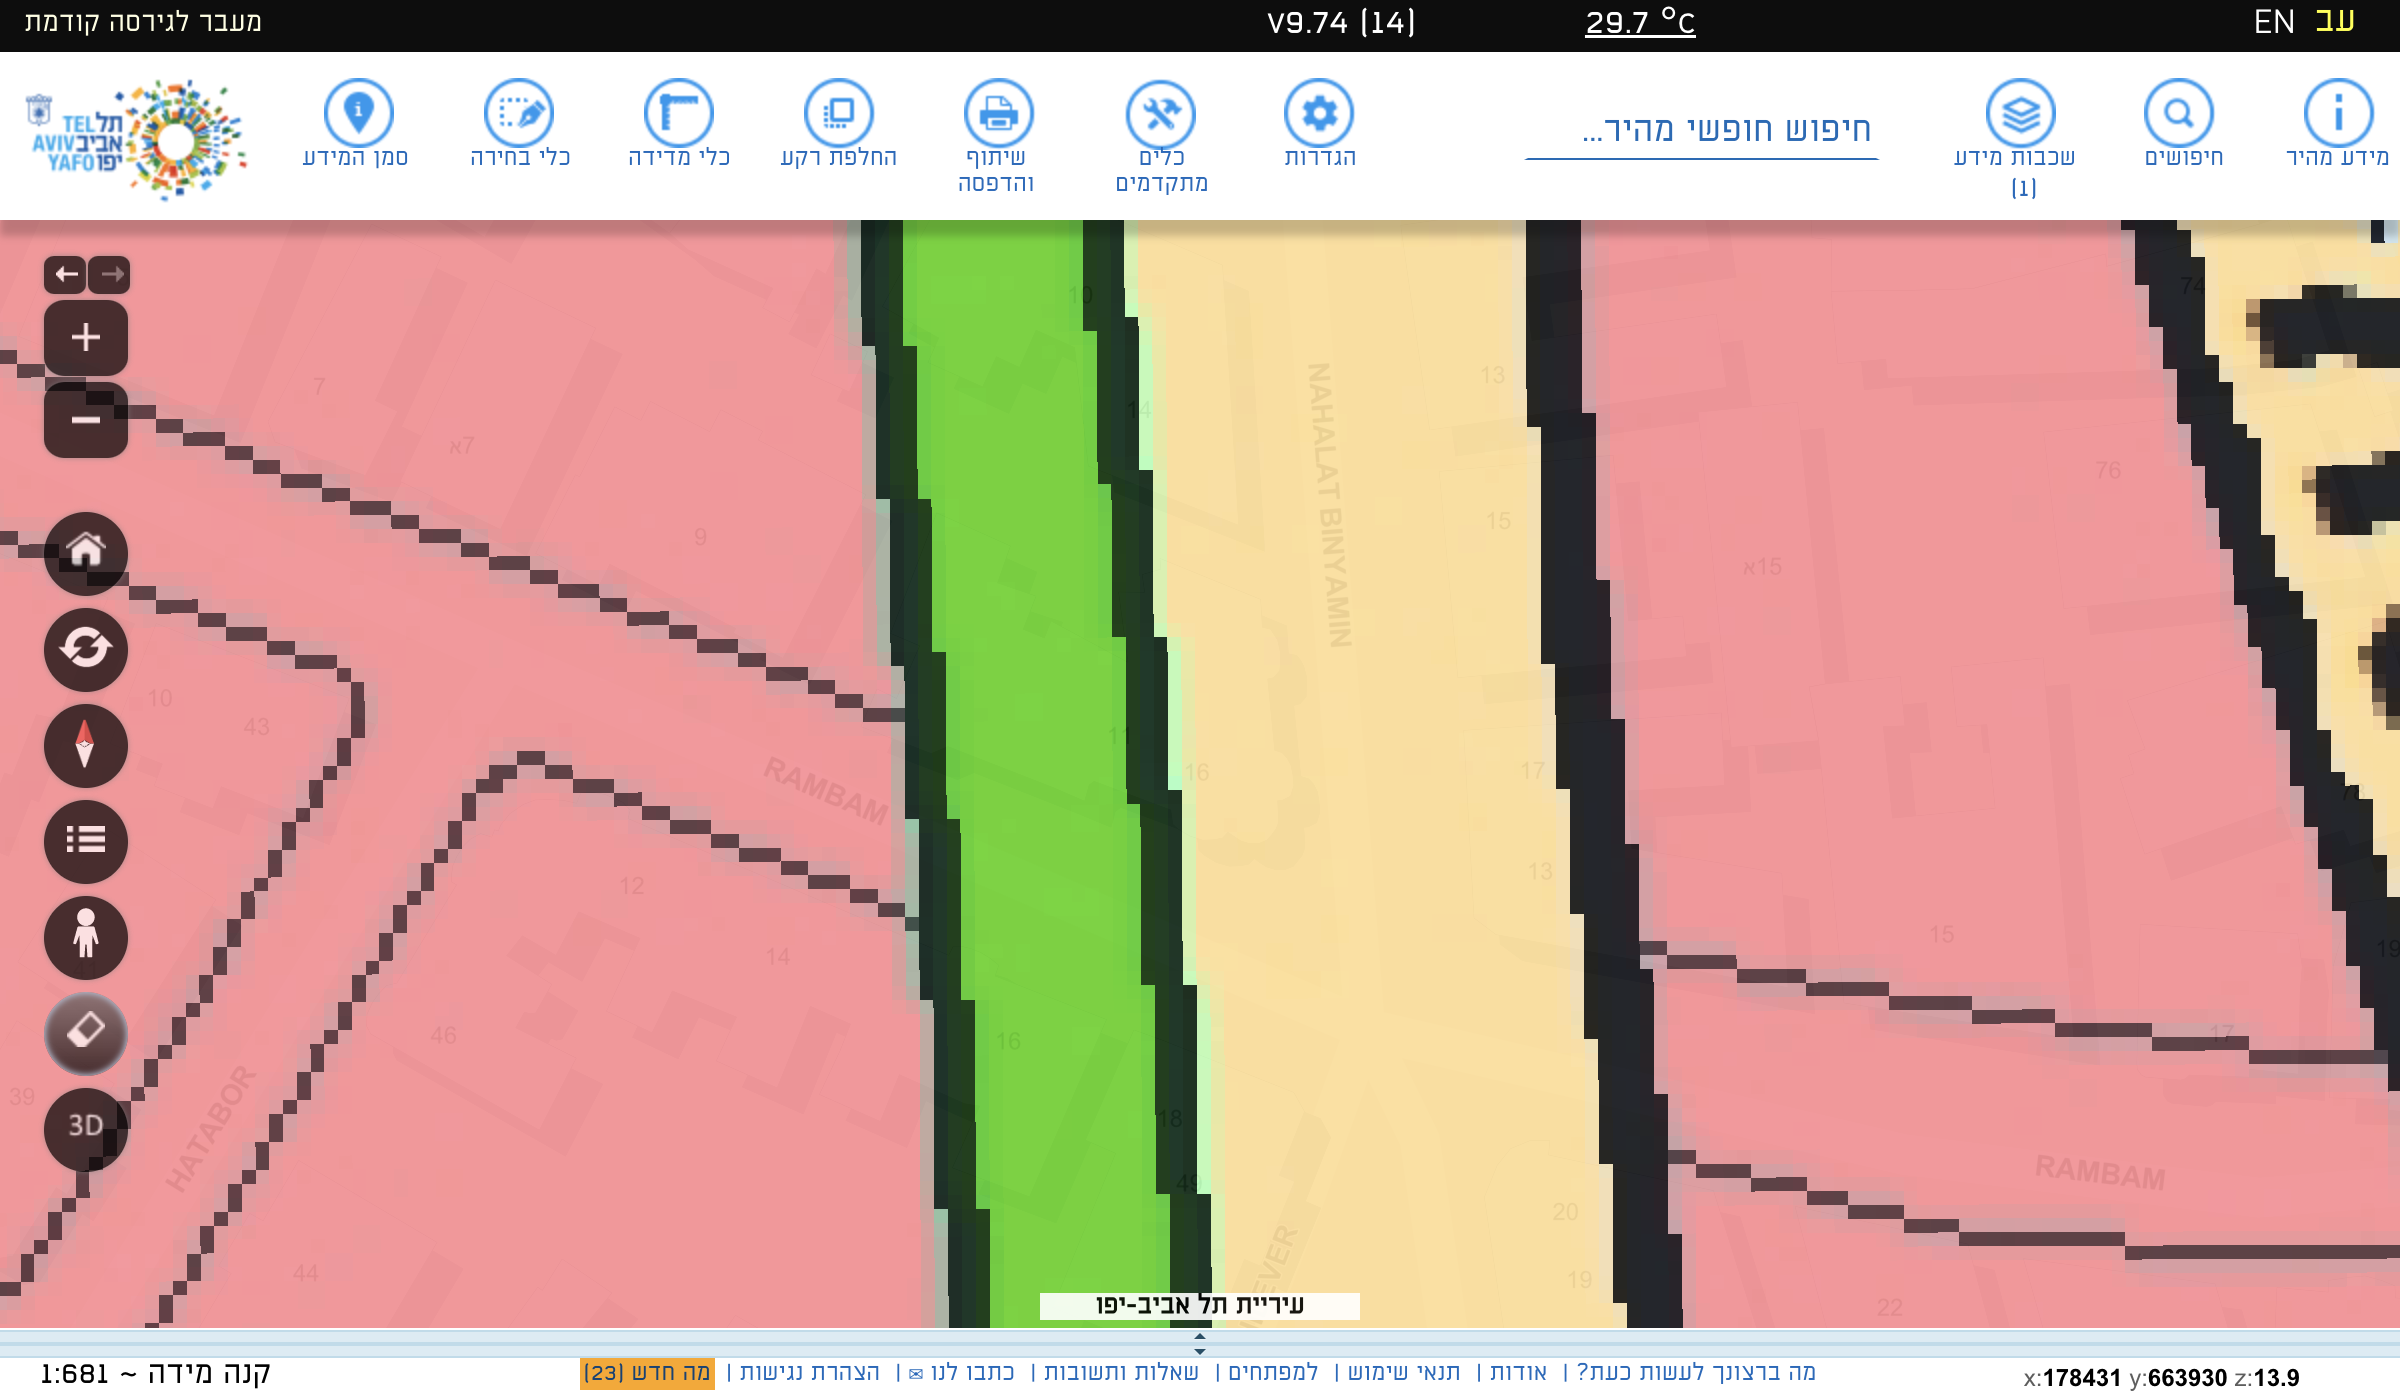 מעבר לגירסה קודמת
V9.74 (14)
29.7 °C
EN עב
תל TEL
אביב AVIV
יפו YAFO
סמן המידע
כלי בחירה
כלי מדידה
החלפת רקע
שיתוף
והדפסה
כלים
מתקדמים
הגדרות
חיפוש חופשי מהיר...
שכבות מידע
(1)
חיפושים
מידע מהיר
10
74
7
13
14
7א
NAHALAT BINYAMIN
76
15
9
15א
10
43
11
16
17
78
RAMBAM
12
13
14
15
19
46
16
17
39
HATABOR
18
49
RAMBAM
3D
20
44
19
22
EVER
עיריית תל אביב-יפו
קנה מידה ~ 1:681
מה ברצונך לעשות כעת? | אודות | תנאי שימוש | למפתחים | שאלות ותשובות | כתבו לנו ✉ | הצהרת נגישות | מה חדש (23)
x:178431 y:663930 z:13.9